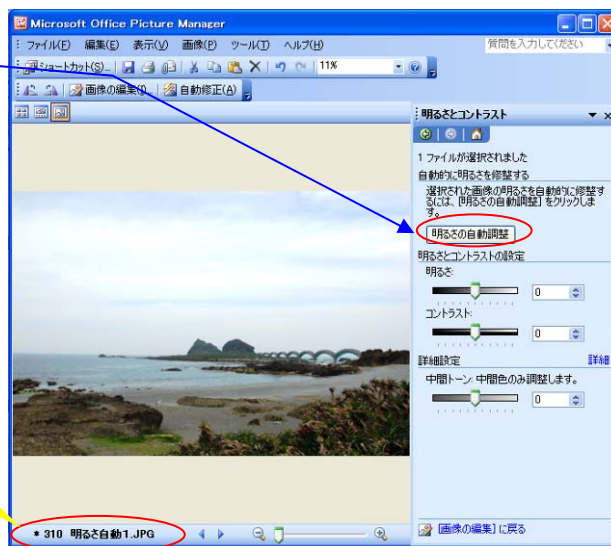 Microsoft Office Picture Manager
ファイル(F) 編集(E) 表示(V) 画像(P) ツール(T) ヘルプ(H)
質問を入力してください
ショートカット(S)... 11%
画像の編集(I)... 自動修正(A)
明るさとコントラスト
1 ファイルが選択されました
自動的に明るさを修整する
選択された画像の明るさを自動的に修整す
るには、[明るさの自動調整] をクリックしま
す。
明るさの自動調整
明るさとコントラストの設定
明るさ:
0
コントラスト:
0
詳細設定 詳細
中間トーン: 中間色のみ調整します。
0
* 310 明るさ自動1.JPG
[画像の編集] に戻る